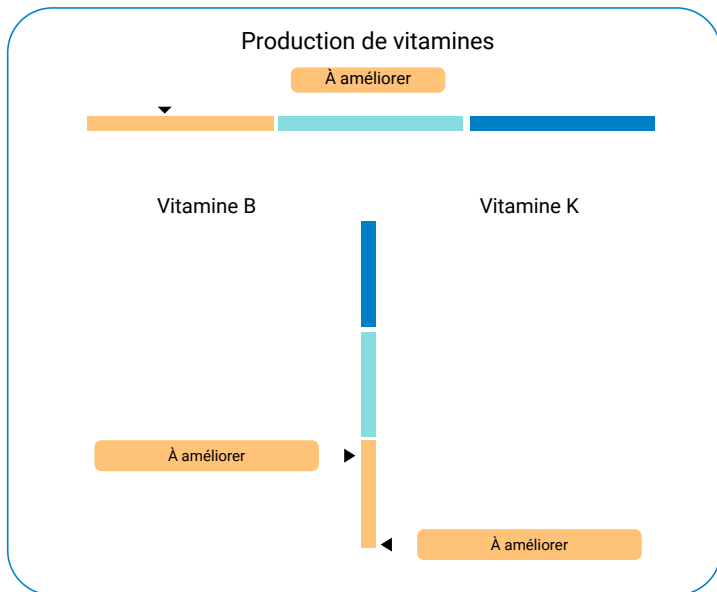 Production de vitamines
À améliorer
Vitamine B
Vitamine K
À améliorer
À améliorer